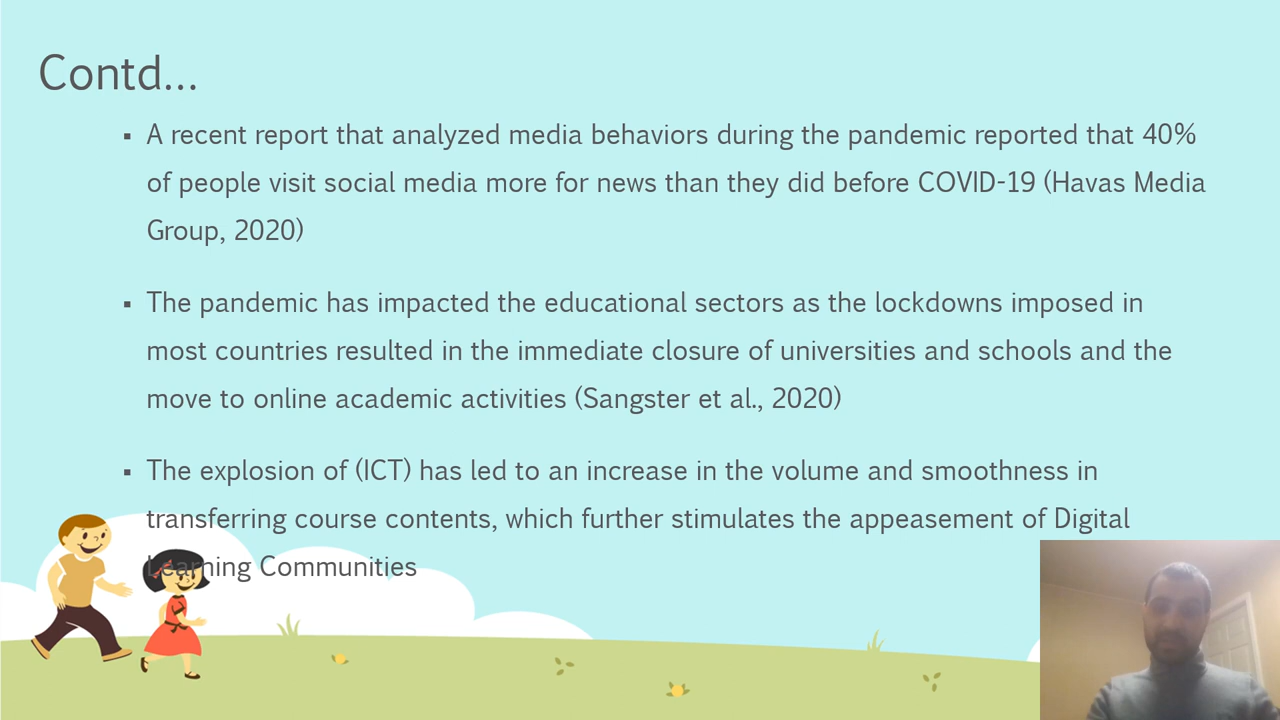 Contd...
▪ A recent report that analyzed media behaviors during the pandemic reported that 40%
of people visit social media more for news than they did before COVID-19 (Havas Media
Group, 2020)
▪ The pandemic has impacted the educational sectors as the lockdowns imposed in
most countries resulted in the immediate closure of universities and schools and the
move to online academic activities (Sangster et al., 2020)
▪ The explosion of (ICT) has led to an increase in the volume and smoothness in
transferring course contents, which further stimulates the appeasement of Digital
Learning Communities